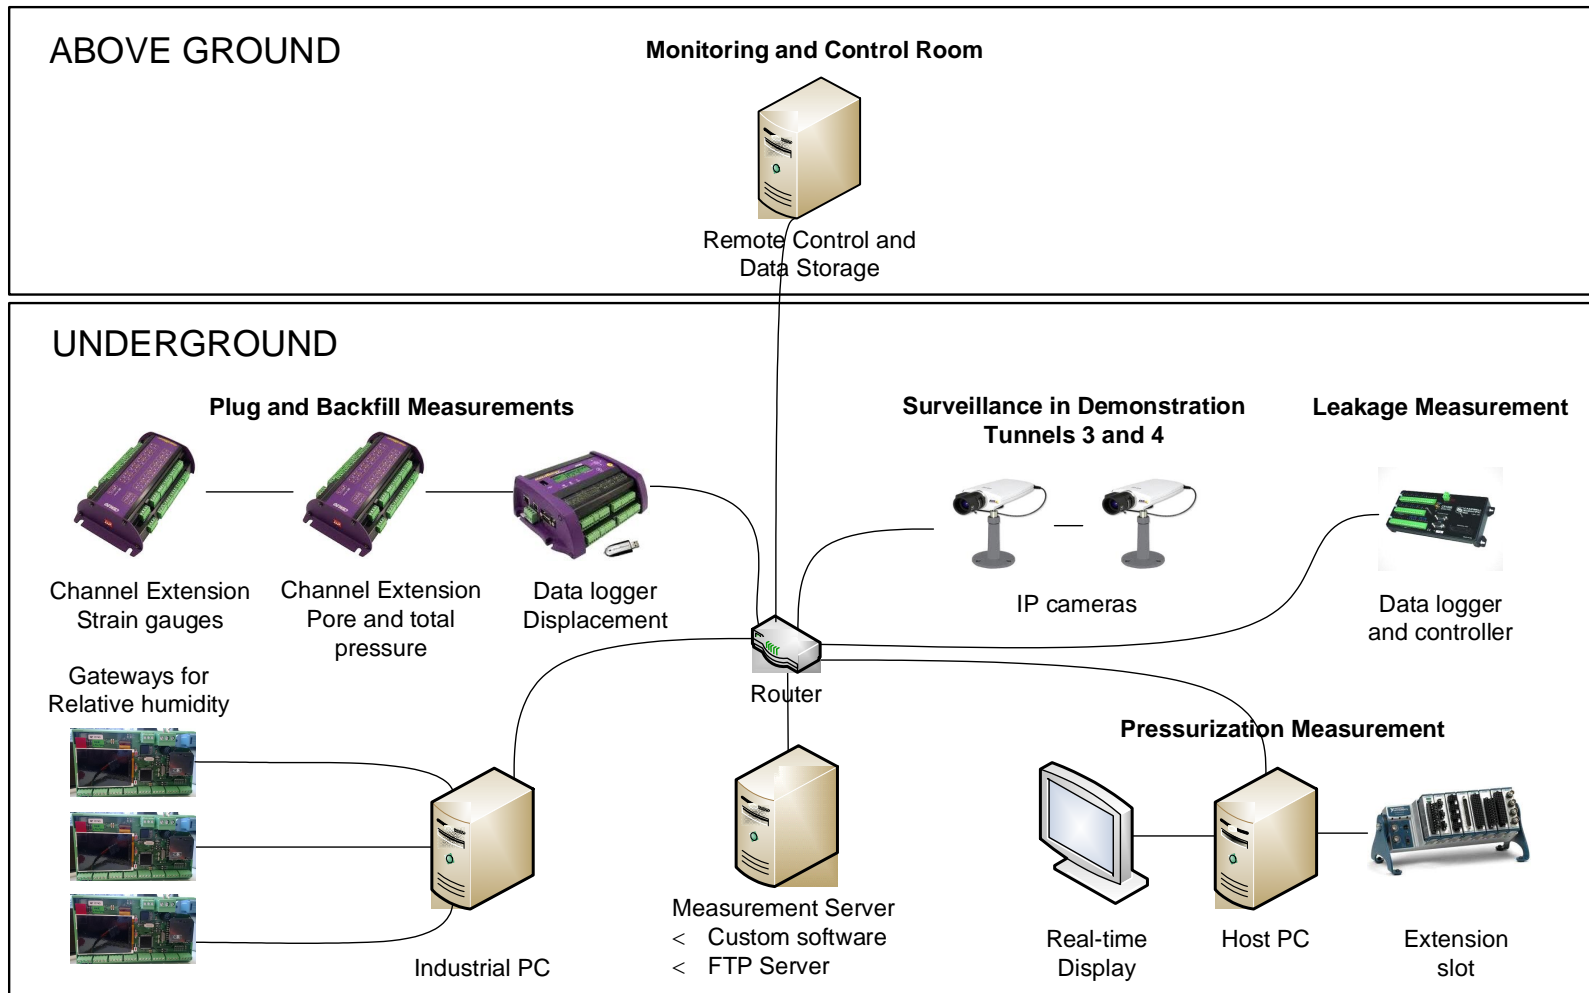 ABOVE GROUND
Monitoring and Control Room
Remote Control and
Data Storage
UNDERGROUND
Plug and Backfill Measurements
Surveillance in Demonstration
Tunnels 3 and 4
Leakage Measurement
Channel Extension
Strain gauges
Channel Extension
Pore and total
pressure
Data logger
Displacement
IP cameras
Data logger
and controller
Gateways for
Relative humidity
Router
Pressurization Measurement
Industrial PC
Measurement Server
< Custom software
< FTP Server
Real-time
Display
Host PC
Extension
slot